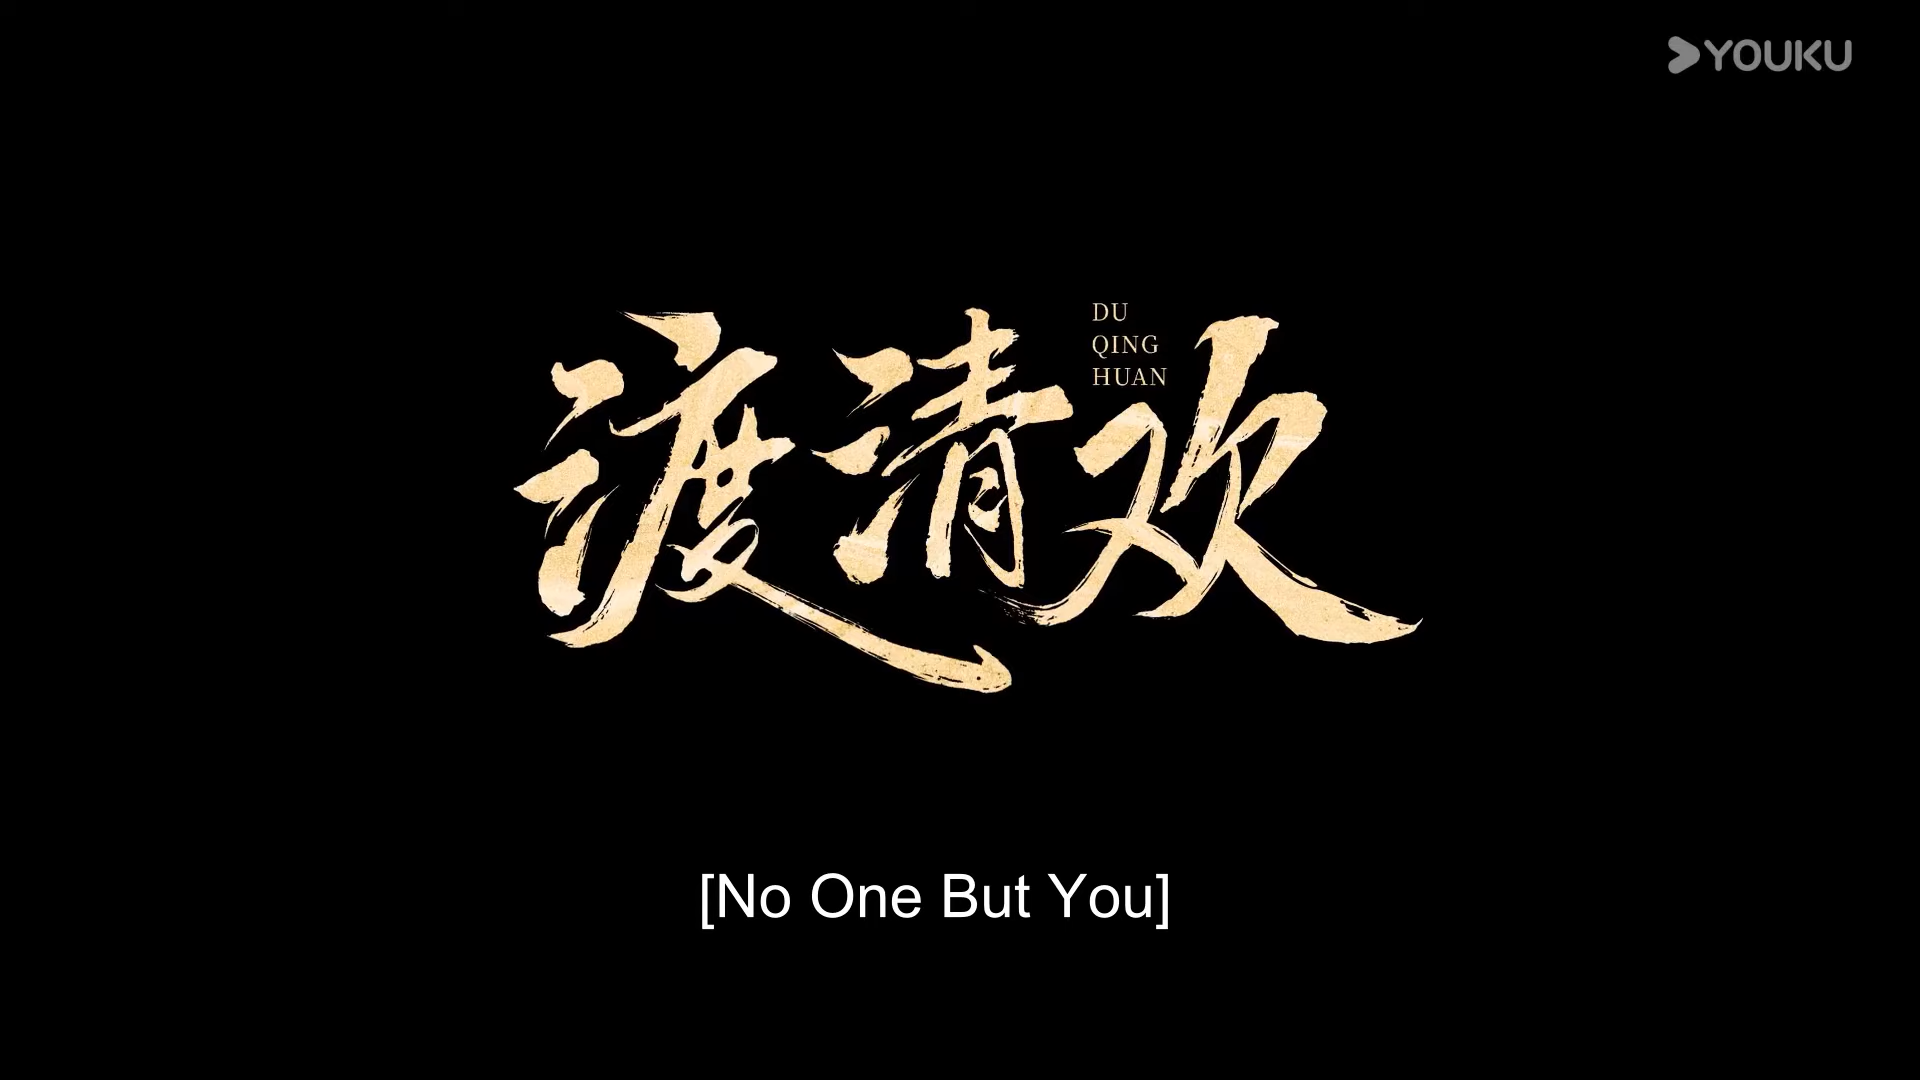 YOUKU
渡清欢
DU
QING
HUAN
[No One But You]